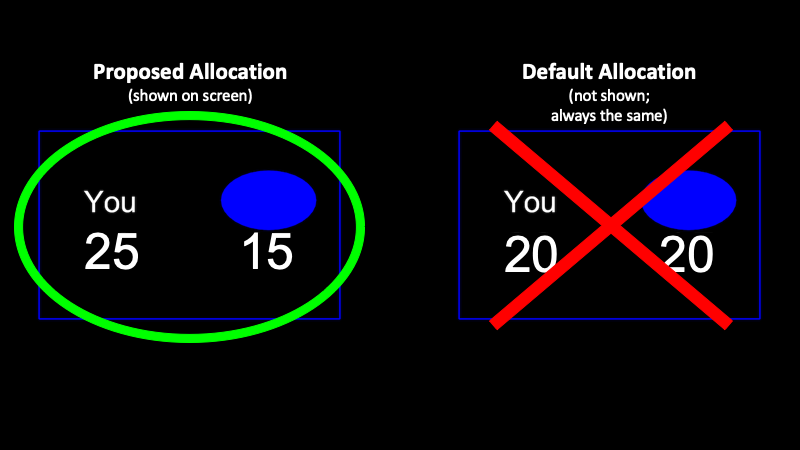 Proposed Allocation
(shown on screen)
You
25 15
Default Allocation
(not shown;
always the same)
You
20 20